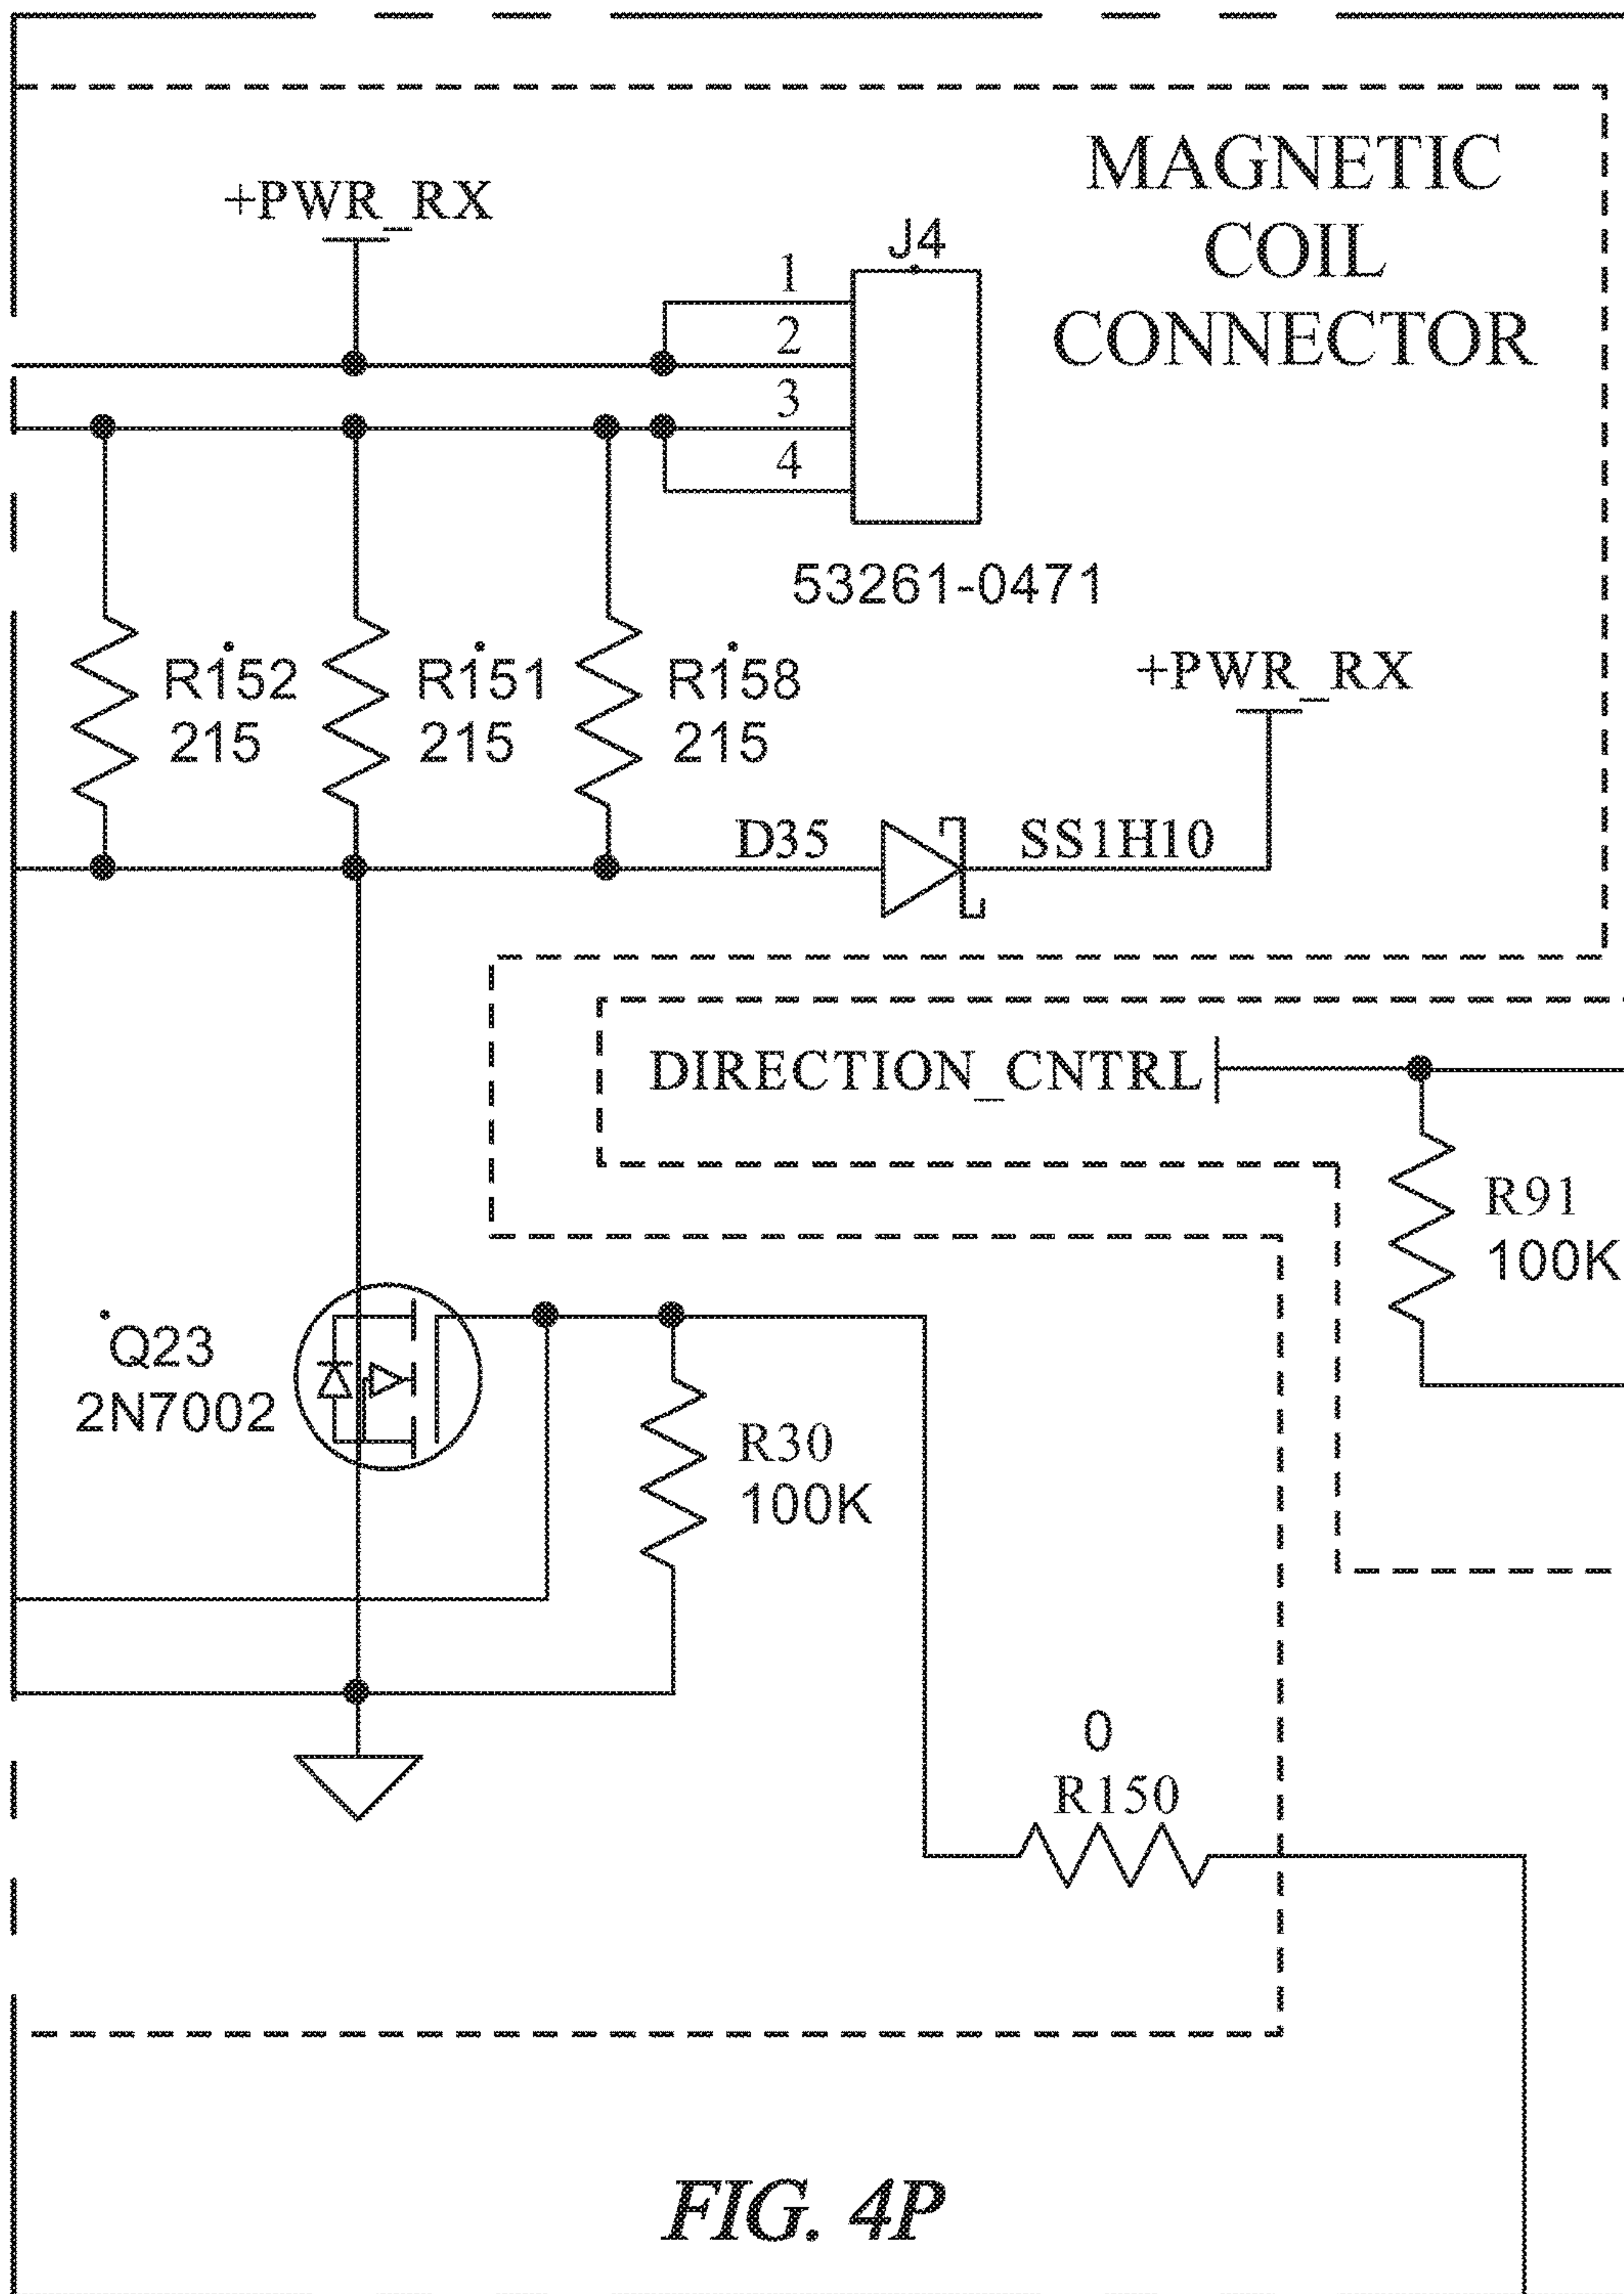 MAGNETIC
COIL
CONNECTOR
+PWR_RX
J4
1
2
3
4
53261-0471
R152
215
R151
215
R158
215
+PWR_RX
D35
SS1H10
DIRECTION_CNTRL
R91
100K
Q23
2N7002
R30
100K
0
R150
FIG. 4P